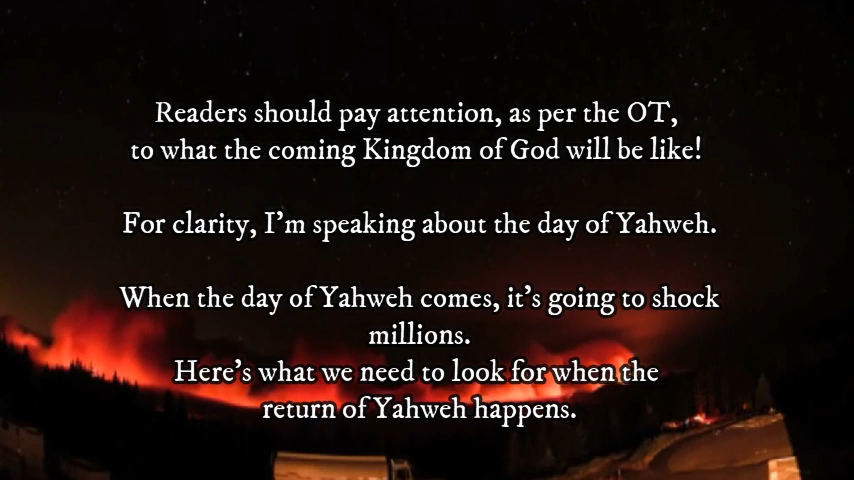 Readers should pay attention, as per the OT,
to what the coming Kingdom of God will be like!
For clarity, I'm speaking about the day of Yahweh.
When the day of Yahweh comes, it's going to shock
millions.
Here's what we need to look for when the
return of Yahweh happens.